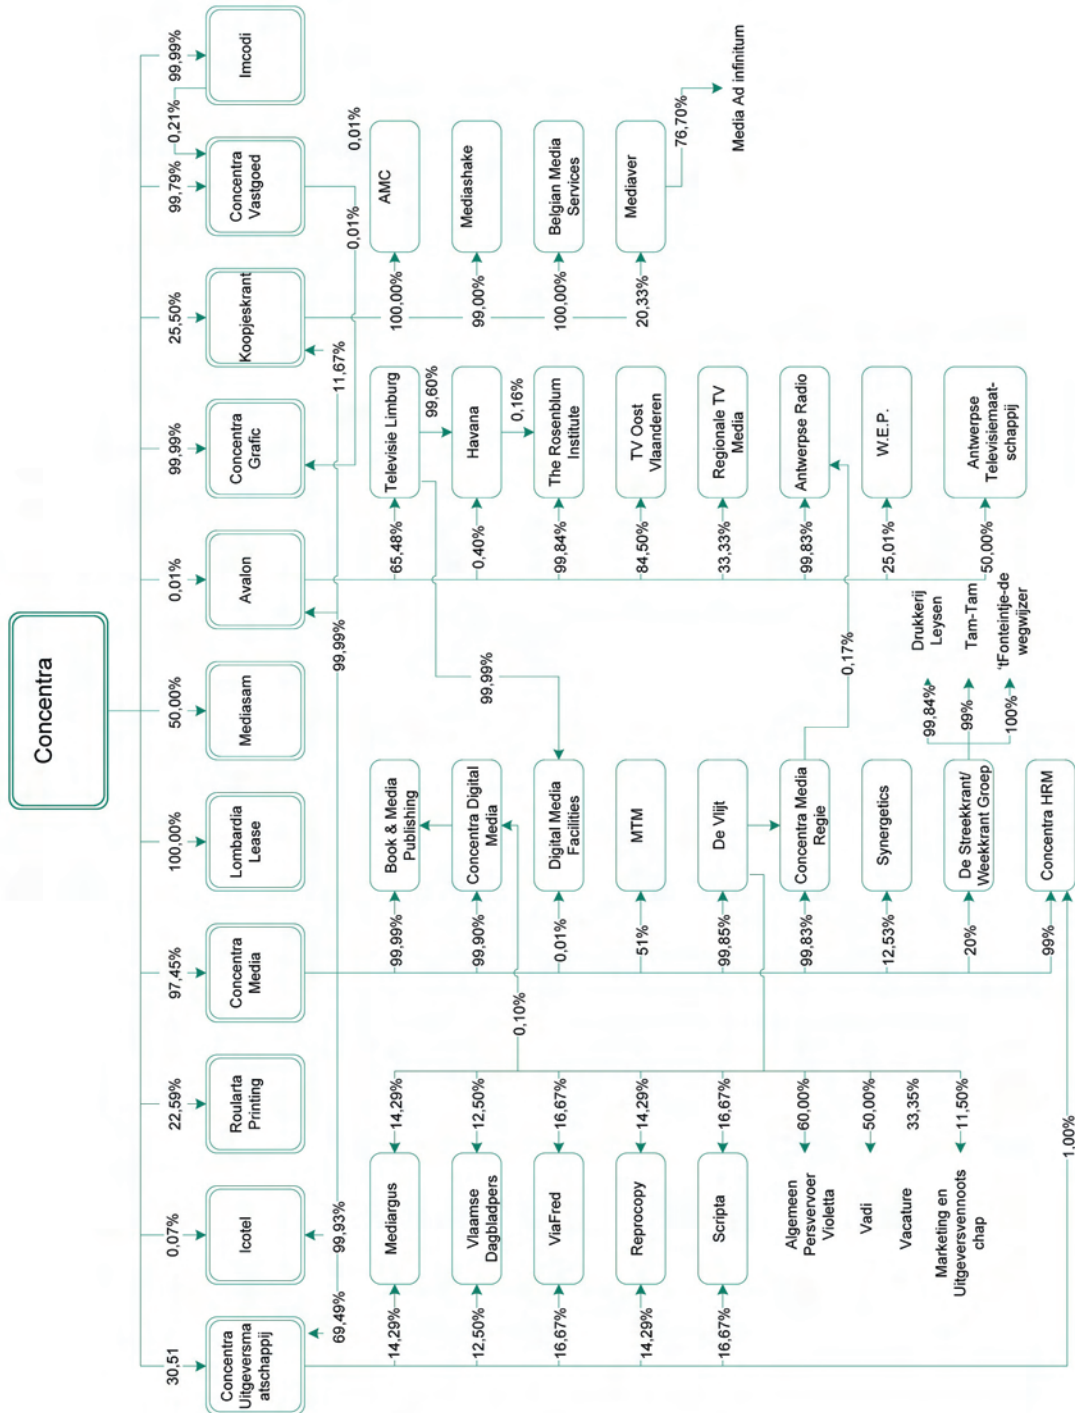 Concentra
30,51
0,07%
22,59%
97,45%
100,00%
50,00%
0,01%
99,99%
25,50%
99,79%
0,21%
99,99%
Concentra
Uitgeversma
atschappij
Icotel
Roularta
Printing
Concentra
Media
Lombardia
Lease
Mediasam
Avalon
Concentra
Grafic
Koopjeskrant
Concentra
Vastgoed
Imcodi
69,49%
99,93%
99,99%
11,67%
0,01%
0,01%
14,29%
Mediargus
14,29%
12,50%
Vlaamse
Dagbladpers
12,50%
16,67%
ViaFred
16,67%
14,29%
Reprocopy
14,29%
16,67%
Scripta
16,67%
Algemeen
Persvervoer
Violetta
60,00%
Vadi
50,00%
Vacature
33,35%
Marketing en
Uitgeversvennoots
chap
11,50%
0,10%
1,00%
99,99%
Book & Media
Publishing
99,90%
Concentra Digital
Media
0,01%
Digital Media
Facilities
99,99%
51%
MTM
99,85%
De Vlijt
99,83%
Concentra Media
Regie
0,17%
12,53%
Synergetics
20%
De Streekkrant/
Weekkrant Groep
99,84%
Drukkerij
Leysen
99%
Tam-Tam
100%
'tFonteintje-de
wegwijzer
99%
Concentra HRM
65,48%
Televisie Limburg
99,60%
0,40%
Havana
0,16%
99,84%
The Rosenblum
Institute
84,50%
TV Oost
Vlaanderen
33,33%
Regionale TV
Media
99,83%
Antwerpse Radio
25,01%
W.E.P.
50,00%
Antwerpse
Televisiemaat-
schappij
100,00%
AMC
99,00%
Mediashake
100,00%
Belgian Media
Services
20,33%
Mediaver
76,70%
Media Ad infinitum